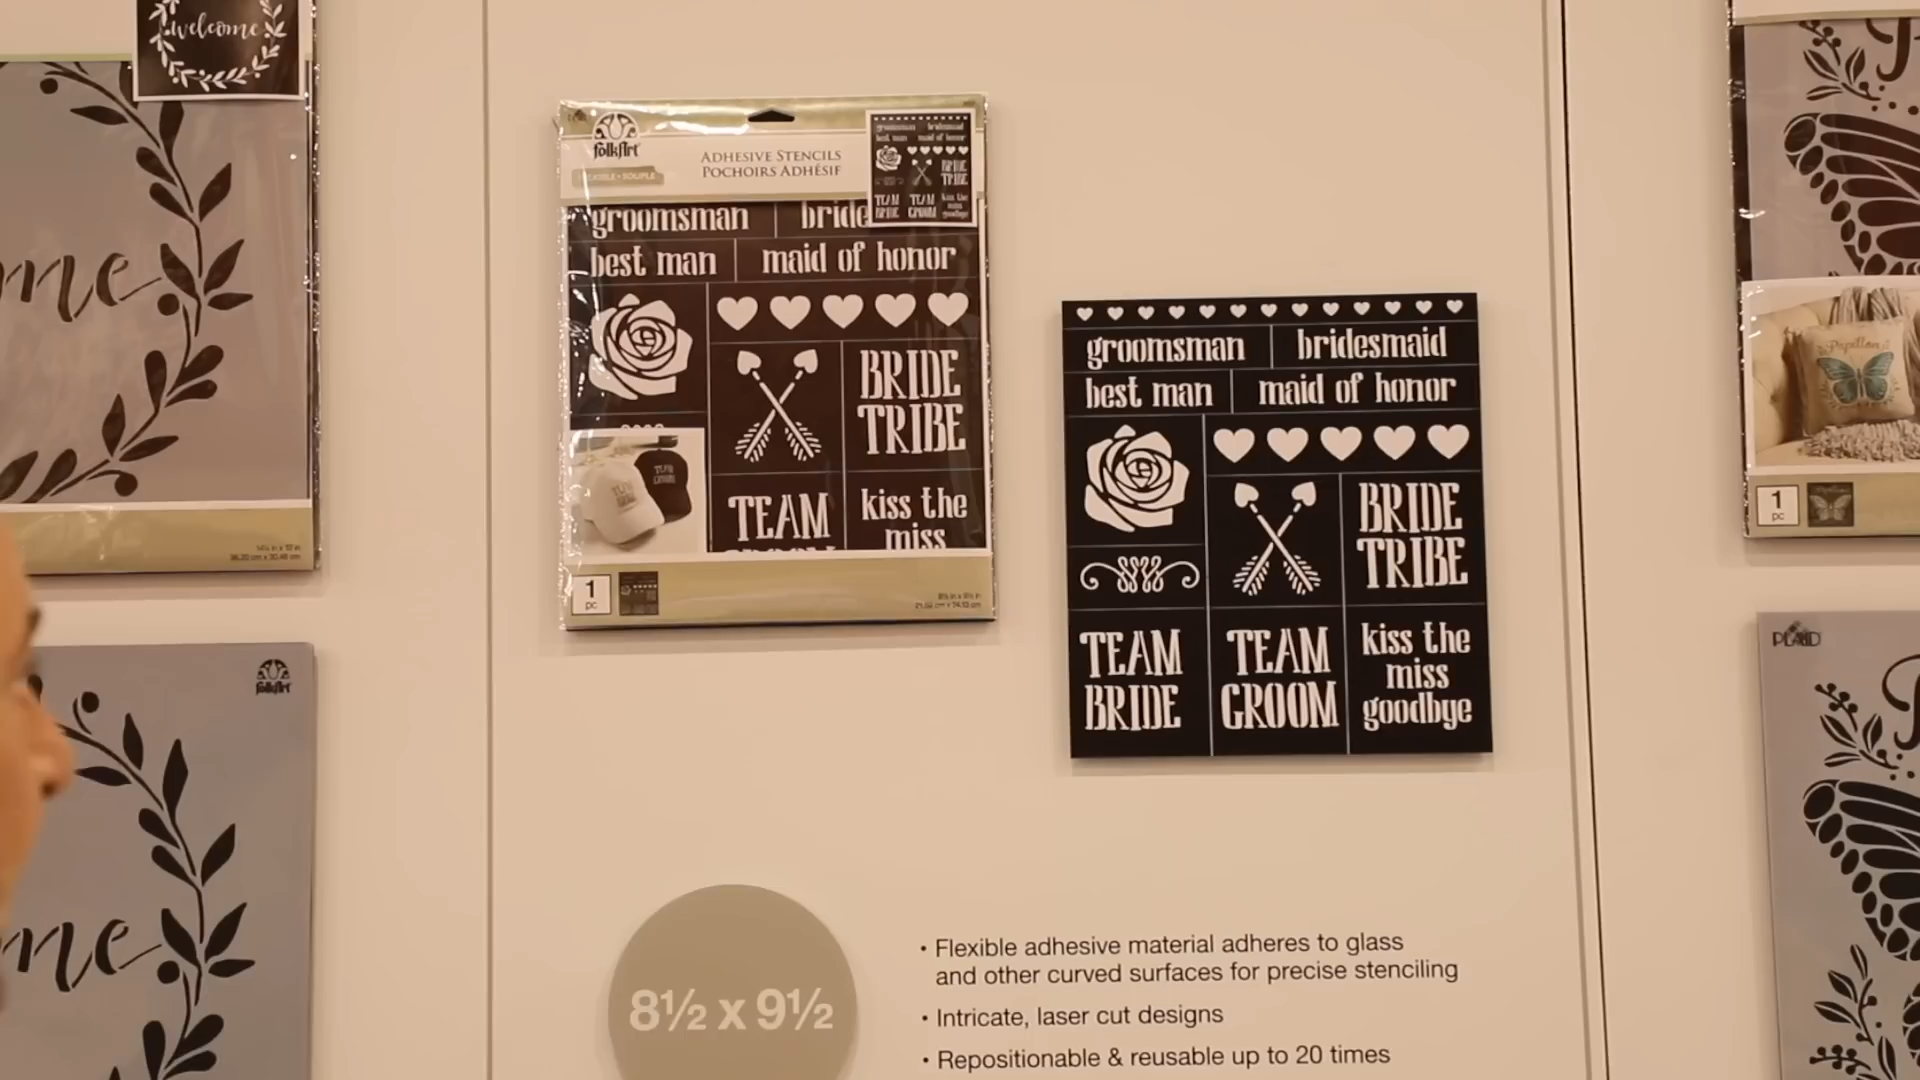 welcome
me
folkArt
me
folkArt
ADHESIVE STENCILS
POCHOIRS ADHÉSIF
groomsman bride
best man maid of honor
BRIDE
TRIBE
TEAM
kiss the
miss
1
pc
groomsman bridesmaid
best man maid of honor
BRIDE
TRIBE
TEAM
BRIDE
TEAM
GROOM
kiss the
miss
goodbye
8½ x 9½
• Flexible adhesive material adheres to glass
and other curved surfaces for precise stenciling
• Intricate, laser cut designs
• Repositionable & reusable up to 20 times
Papillon
1
pc
PLAID